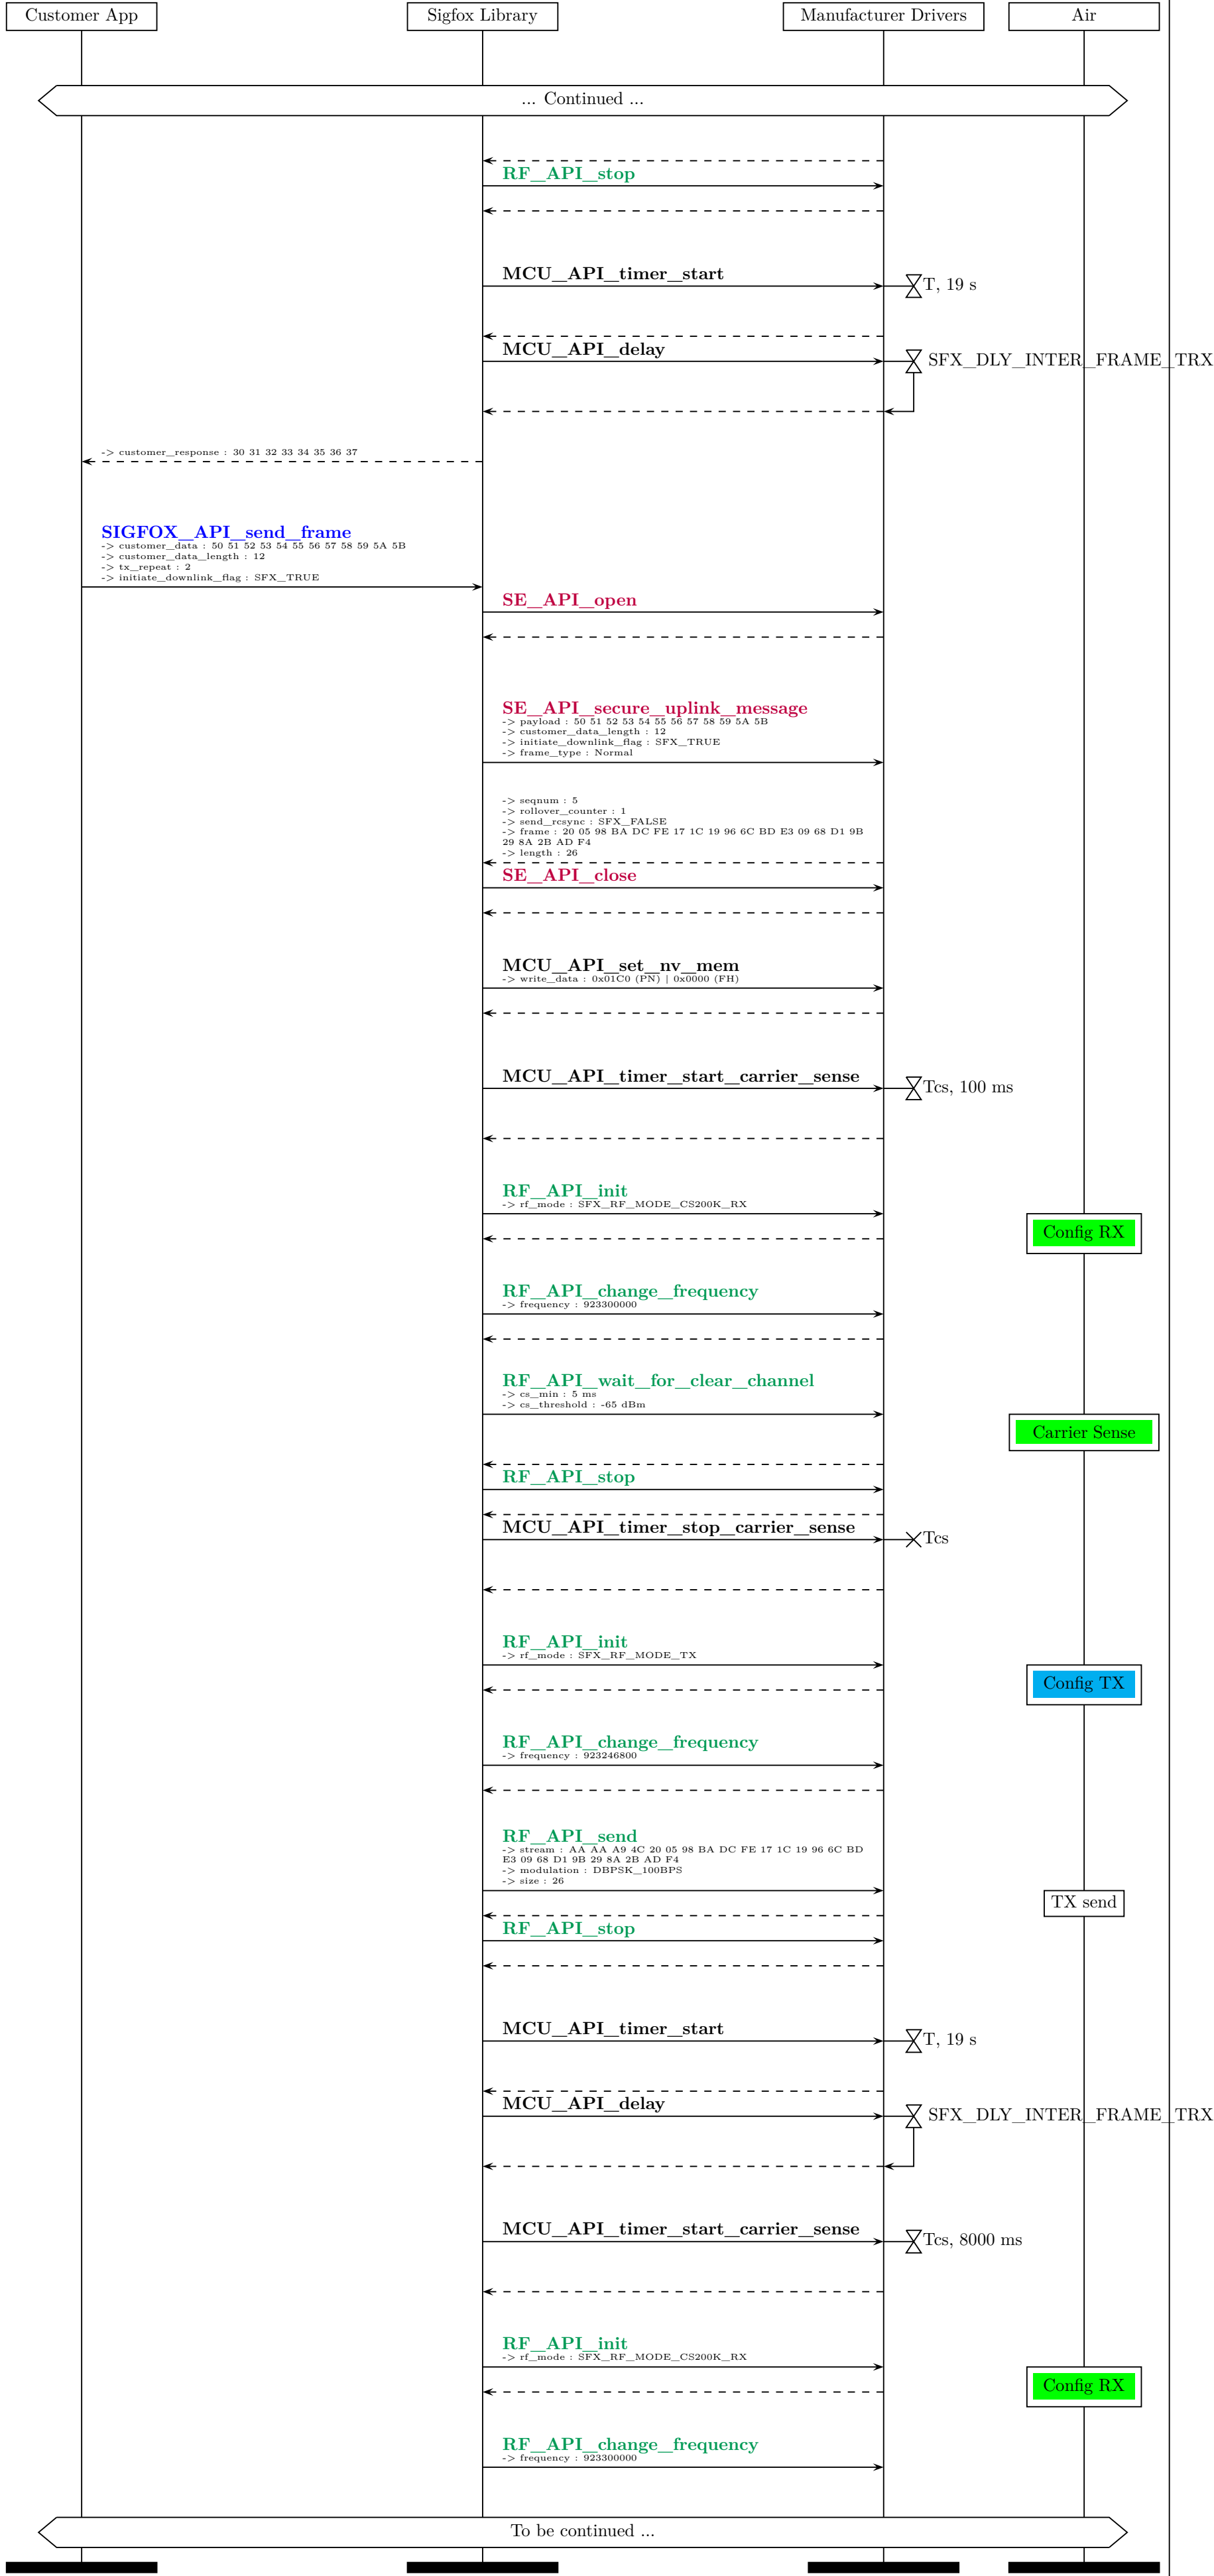 Customer App
Sigfox Library
Manufacturer Drivers
Air
... Continued ...
RF_API_stop
MCU_API_timer_start
T, 19 s
MCU_API_delay
SFX_DLY_INTER_FRAME_TRX
-> customer_response : 30 31 32 33 34 35 36 37
SIGFOX_API_send_frame
-> customer_data : 50 51 52 53 54 55 56 57 58 59 5A 5B
-> customer_data_length : 12
-> tx_repeat : 2
-> initiate_downlink_flag : SFX_TRUE
SE_API_open
SE_API_secure_uplink_message
-> payload : 50 51 52 53 54 55 56 57 58 59 5A 5B
-> customer_data_length : 12
-> initiate_downlink_flag : SFX_TRUE
-> frame_type : Normal
-> seqnum : 5
-> rollover_counter : 1
-> send_rcsync : SFX_FALSE
-> frame : 20 05 98 BA DC FE 17 1C 19 96 6C BD E3 09 68 D1 9B
29 8A 2B AD F4
-> length : 26
SE_API_close
MCU_API_set_nv_mem
-> write_data : 0x01C0 (PN) | 0x0000 (FH)
MCU_API_timer_start_carrier_sense
Tcs, 100 ms
RF_API_init
-> rf_mode : SFX_RF_MODE_CS200K_RX
Config RX
RF_API_change_frequency
-> frequency : 923300000
RF_API_wait_for_clear_channel
-> cs_min : 5 ms
-> cs_threshold : -65 dBm
Carrier Sense
RF_API_stop
MCU_API_timer_stop_carrier_sense
Tcs
RF_API_init
-> rf_mode : SFX_RF_MODE_TX
Config TX
RF_API_change_frequency
-> frequency : 923246800
RF_API_send
-> stream : AA AA A9 4C 20 05 98 BA DC FE 17 1C 19 96 6C BD
E3 09 68 D1 9B 29 8A 2B AD F4
-> modulation : DBPSK_100BPS
-> size : 26
TX send
RF_API_stop
MCU_API_timer_start
T, 19 s
MCU_API_delay
SFX_DLY_INTER_FRAME_TRX
MCU_API_timer_start_carrier_sense
Tcs, 8000 ms
RF_API_init
-> rf_mode : SFX_RF_MODE_CS200K_RX
Config RX
RF_API_change_frequency
-> frequency : 923300000
To be continued ...